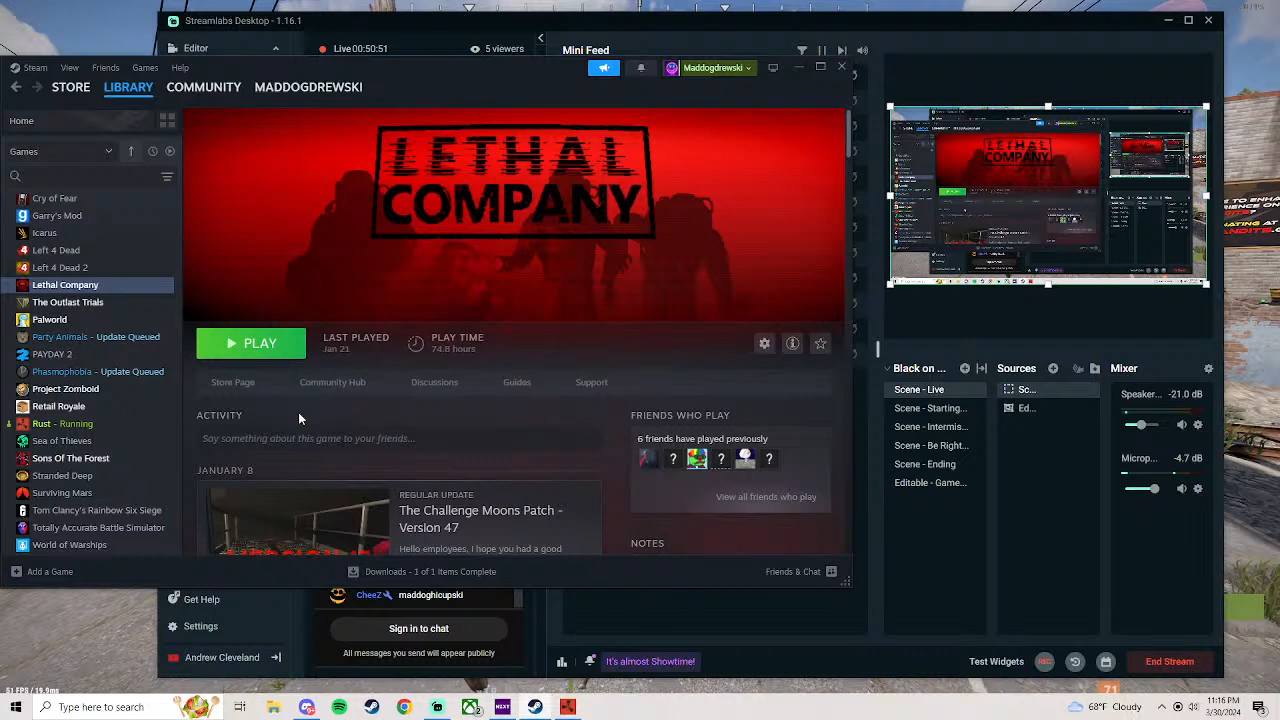 Streamlabs Desktop - 1.16.1
Editor
Live 00:50:51
5 viewers
Mini Feed
Steam View Friends Games Help
Maddogdrewski
STORE LIBRARY COMMUNITY MADDOGDREWSKI
Home
Games
Cry of Fear
Garry's Mod
Icarus
Left 4 Dead
Left 4 Dead 2
Lethal Company
The Outlast Trials
Palworld
Party Animals - Update Queued
PAYDAY 2
Phasmophobia - Update Queued
Project Zomboid
Retail Royale
Rust - Running
Sea of Thieves
Sons Of The Forest
Stranded Deep
Surviving Mars
Tom Clancy's Rainbow Six Siege
Totally Accurate Battle Simulator
World of Warships
LETHAL
COMPANY
PLAY
LAST PLAYED
Jan 21
PLAY TIME
74.8 hours
Store Page Community Hub Discussions Guides Support
ACTIVITY
Say something about this game to your friends...
JANUARY 8
REGULAR UPDATE
The Challenge Moons Patch -
Version 47
Hello employees, I hope you had a good
FRIENDS WHO PLAY
6 friends have played previously
? ? ?
View all friends who play
NOTES
Add a Game
Downloads - 1 of 1 Items Complete
Friends & Chat
Black on ...
Scene - Live
Scene - Starting...
Scene - Intermis...
Scene - Be Right...
Scene - Ending
Editable - Game...
Sources
Sc...
Ed...
Mixer
Speaker... -21.0 dB
Microp... -4.7 dB
Get Help
Settings
Andrew Cleveland
CheeZ maddoghicupski
Sign in to chat
All messages you send will appear publicly
It's almost Showtime!
Test Widgets
REC
End Stream
71
51 FPS / 19.9ms
Type here to search
NEXT
68°F Cloudy
11:16 PM
3/30/2024